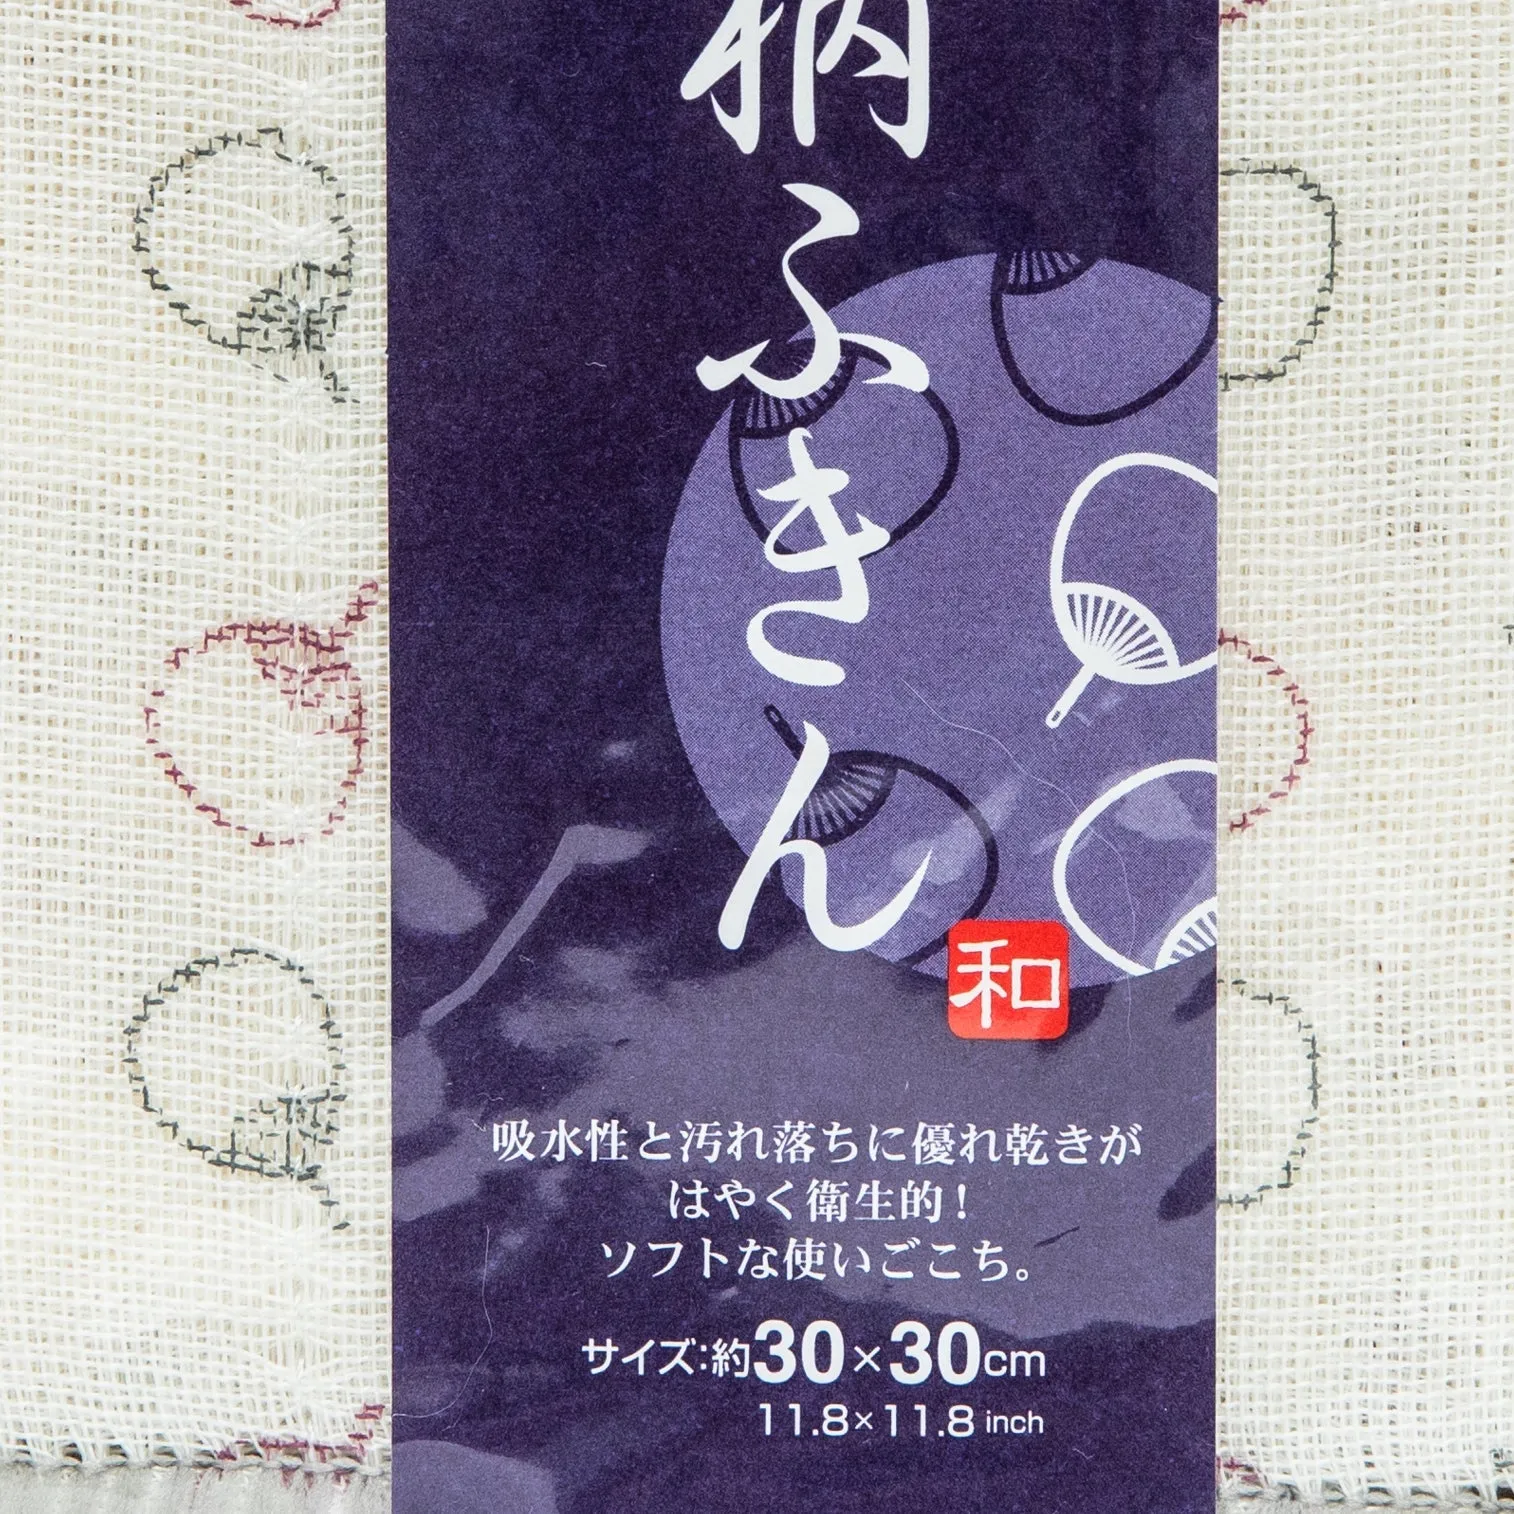 柄ふきん
和
吸水性と汚れ落ちに優れ乾きが
はやく衛生的！
ソフトな使いごこち。
サイズ：約30×30cm
11.8×11.8 inch